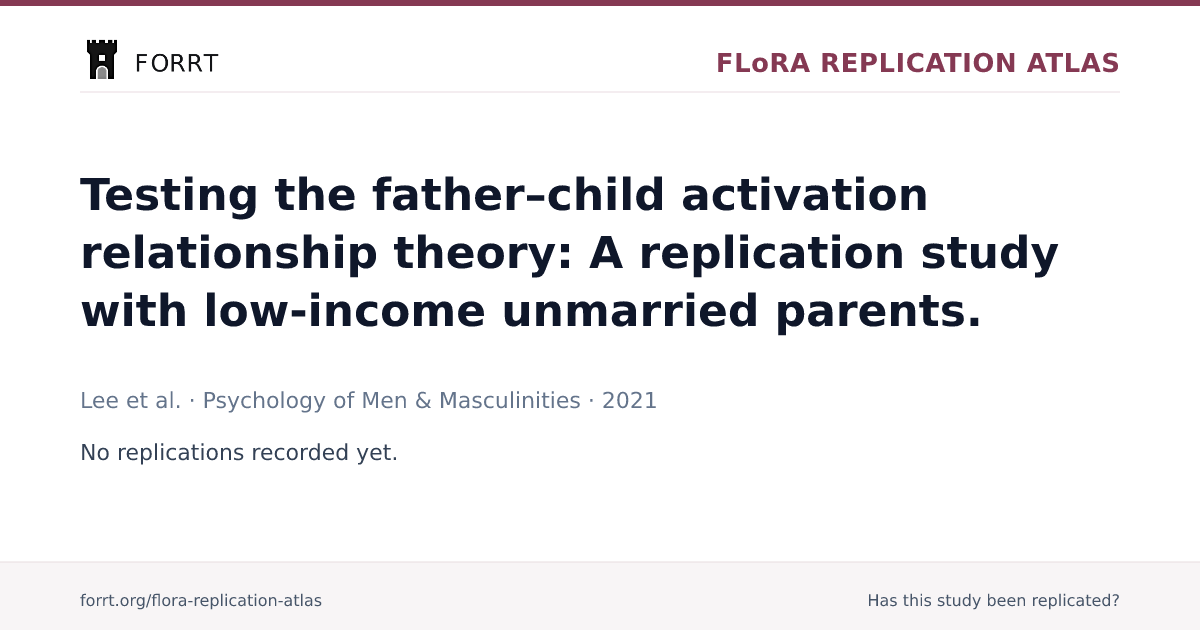 FORRT
FLoRA REPLICATION ATLAS
Testing the father–child activation
relationship theory: A replication study
with low-income unmarried parents.
Lee et al. · Psychology of Men & Masculinities · 2021
No replications recorded yet.
forrt.org/flora-replication-atlas
Has this study been replicated?